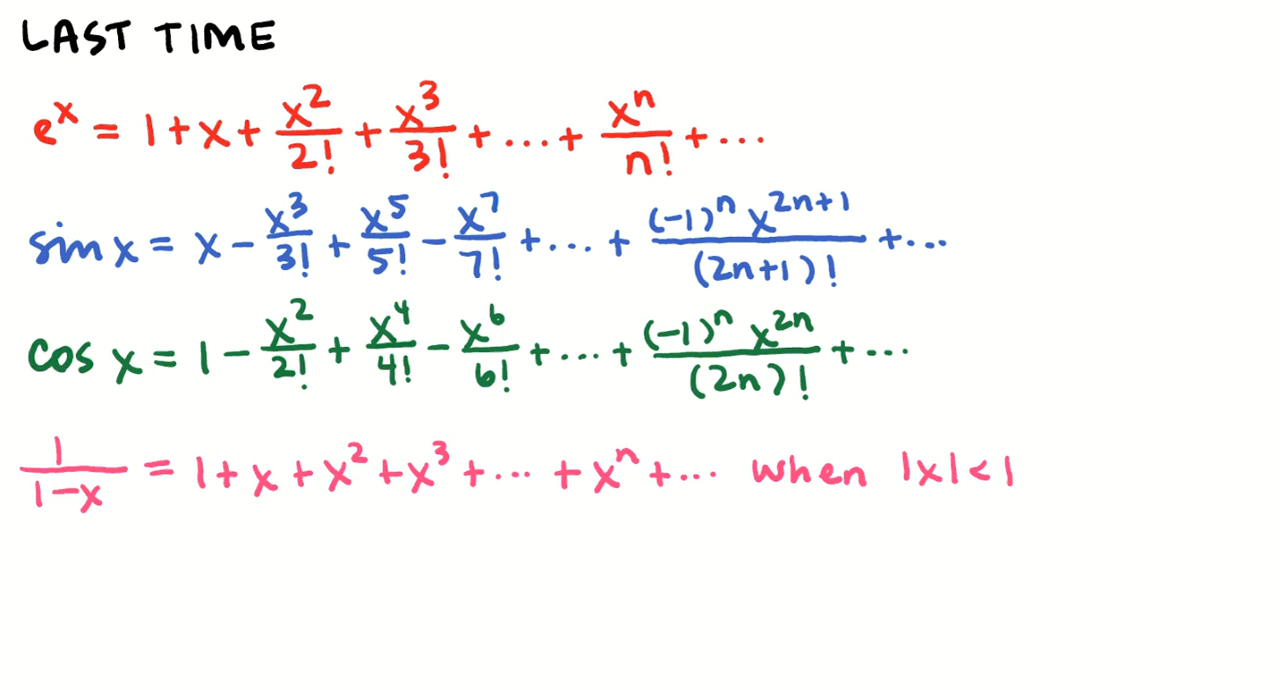 LAST TIME
e^x = 1 + x + x^2/2! + x^3/3! + ... + x^n/n! + ...
sin x = x - x^3/3! + x^5/5! - x^7/7! + ... + (-1)^n x^(2n+1)/(2n+1)! + ...
cos x = 1 - x^2/2! + x^4/4! - x^6/6! + ... + (-1)^n x^(2n)/(2n)! + ...
1/(1-x) = 1 + x + x^2 + x^3 + ... + x^n + ... when |x| < 1